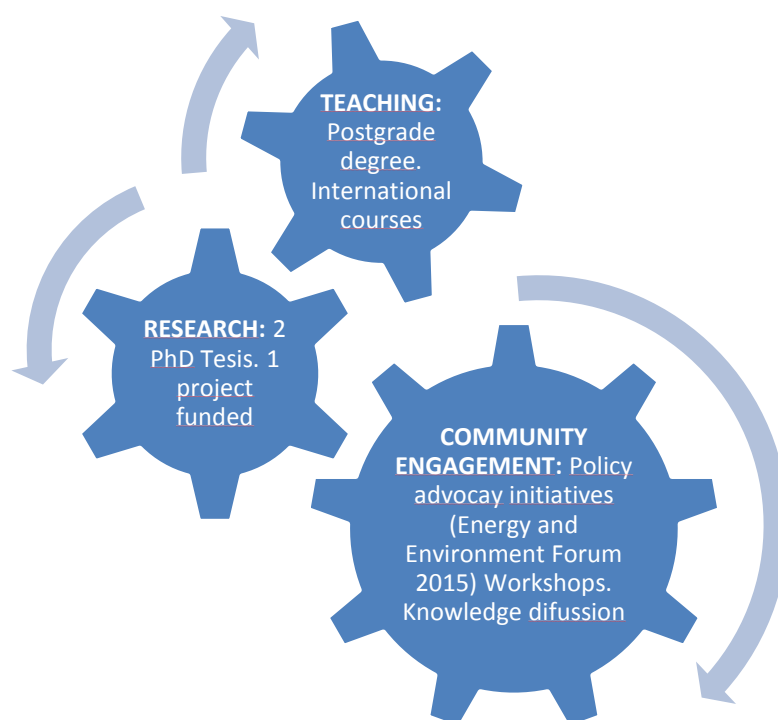 TEACHING:
Postgrade
degree.
International
courses
RESEARCH: 2
PhD Tesis. 1
project
funded
COMMUNITY
ENGAGEMENT: Policy
advocay initiatives
(Energy and
Environment Forum
2015) Workshops.
Knowledge difussion